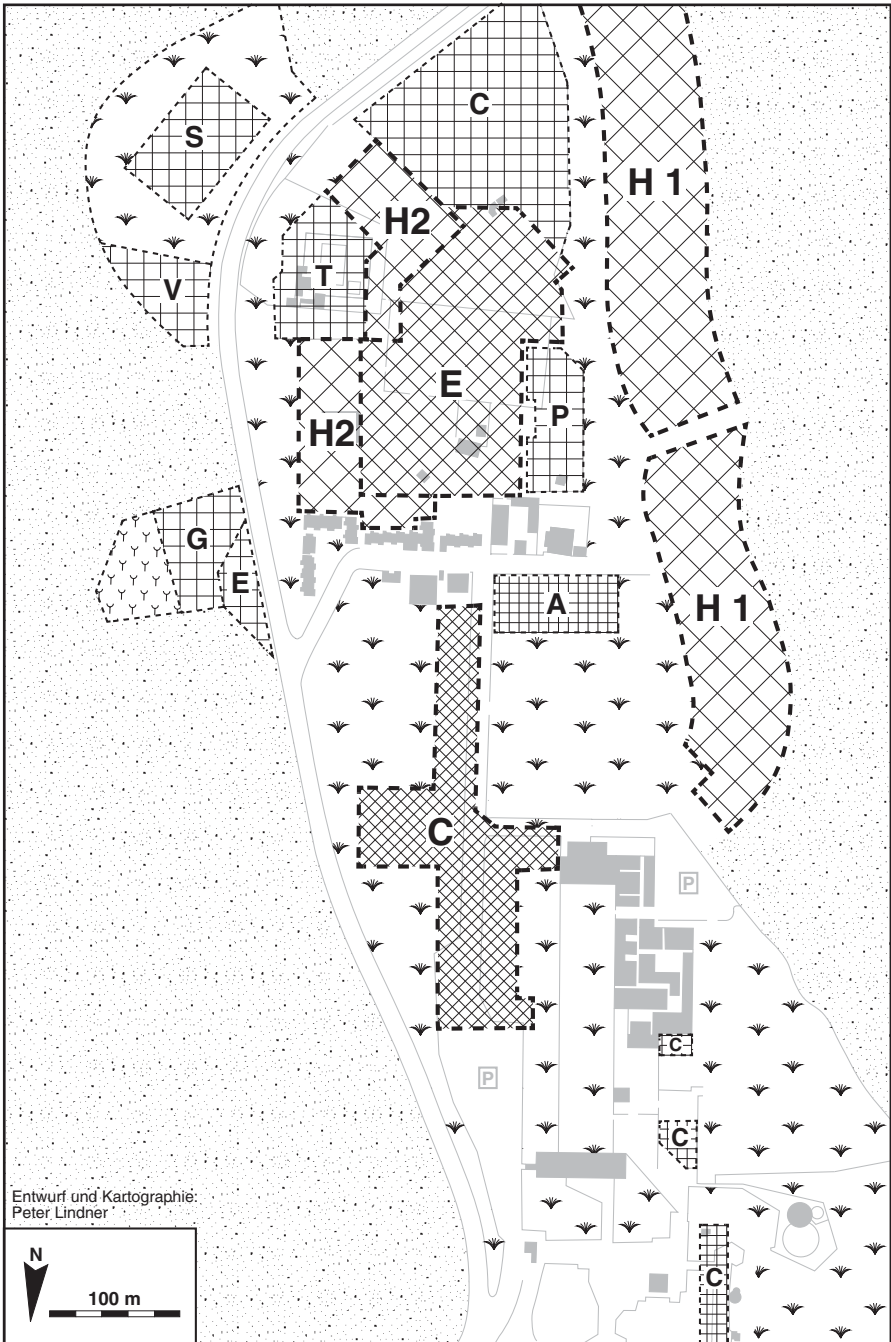 C
S
H 1
H2
T
V
E
P
H2
G
E
A
H 1
C
P
P
C
C
C
Entwurf und Kartographie:
Peter Lindner
N
100 m